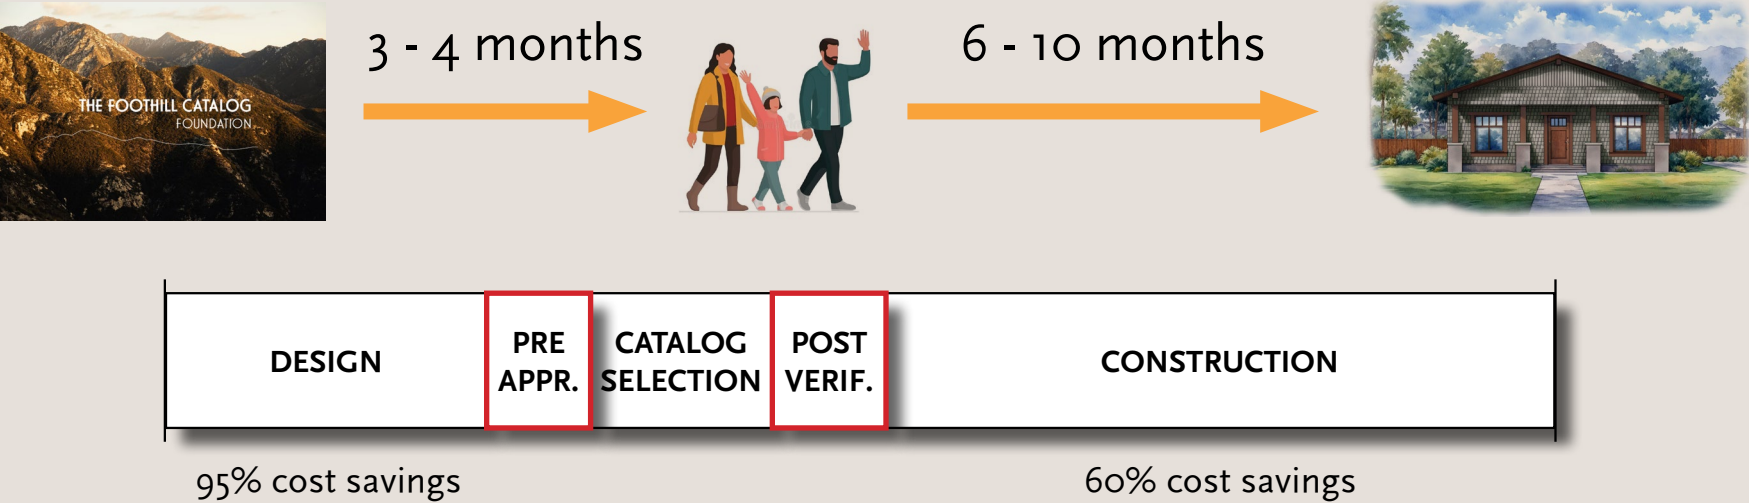 3 - 4 months
6 - 10 months
THE FOOTHILL CATALOG
FOUNDATION
DESIGN
PRE
APPR.
CATALOG
SELECTION
POST
VERIF.
CONSTRUCTION
95% cost savings
60% cost savings